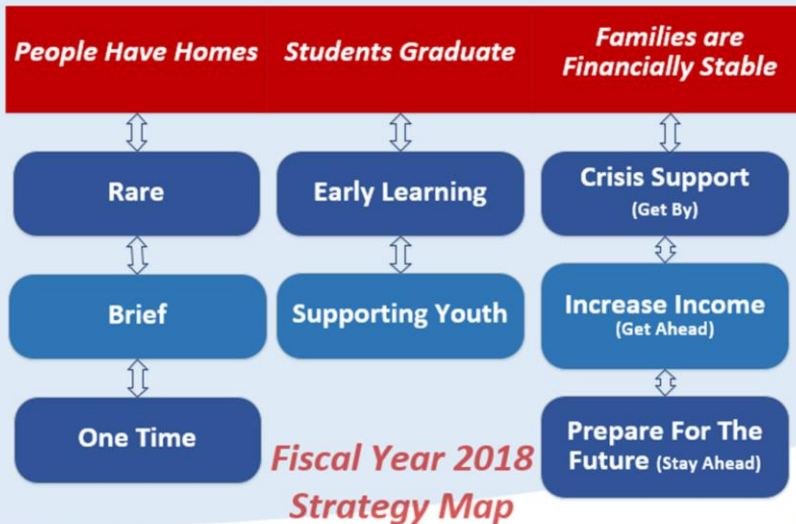 People Have Homes
Students Graduate
Families are
Financially Stable
Rare
Early Learning
Crisis Support
(Get By)
Brief
Supporting Youth
Increase Income
(Get Ahead)
One Time
Prepare For The
Future (Stay Ahead)
Fiscal Year 2018
Strategy Map